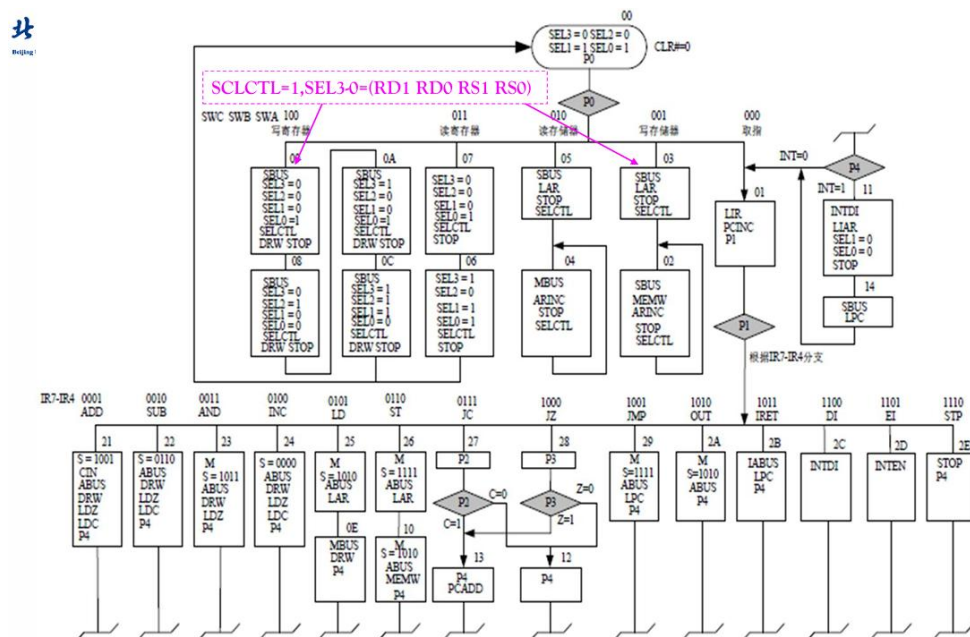 北
Beijing
00
SEL3 = 0 SEL2 = 0
SEL1 = 1 SEL0 = 1
P0
CLR#=0
SCLCTL=1,SEL3-0=(RD1 RD0 RS1 RS0)
P0
SWC SWB SWA 100 011 010 001 000
写寄存器 读寄存器 读存储器 写存储器 取指
INT=0
P4
INT=1
11
INTDI
LIAR
SEL1 = 0
SEL0 = 0
STOP
14
SBUS
LPC
SBUS
SEL3 = 0
SEL2 = 0
SEL1 = 0
SEL0 =1
SELCTL
DRW STOP
0A
SBUS
SEL3 = 1
SEL2 = 0
SEL1 = 0
SEL0 =1
SELCTL
DRW STOP
07
SEL3 = 0
SEL2 = 0
SEL1 = 0
SEL0 = 1
SELCTL
STOP
05
SBUS
LAR
STOP
SELCTL
03
SBUS
LAR
STOP
SELCTL
01
LIR
PCINC
P1
08
SBUS
SEL3 = 0
SEL2 = 1
SEL1 = 0
SEL0 = 0
SELCTL
DRW STOP
0C
SBUS
SEL3 = 1
SEL2 = 1
SEL1 = 1
SEL0 = 0
SELCTL
DRW STOP
06
SEL3 = 1
SEL2 = 0
SEL1 = 1
SEL0 = 1
SELCTL
STOP
04
MBUS
ARINC
STOP
SELCTL
02
SBUS
MEMW
ARINC
STOP
SELCTL
P1
根据IR7-IR4分支
IR7-IR4 0001 0010 0011 0100 0101 0110 0111 1000 1001 1010 1011 1100 1101 1110
ADD SUB AND INC LD ST JC JZ JMP OUT IRET DI EI STP
21
S = 1001
CIN
ABUS
DRW
LDZ
LDC
P4
22
S = 0110
ABUS
DRW
LDZ
LDC
P4
23
M
S = 1011
ABUS
DRW
LDZ
P4
24
S = 0000
ABUS
DRW
LDZ
LDC
P4
25
M
S =1010
ABUS
LAR
26
M
S = 1111
ABUS
LAR
27
P2
28
P3
29
M
S=1111
ABUS
LPC
P4
2A
M
S=1010
ABUS
P4
2B
IABUS
LPC
P4
2C
INTDI
2D
INTEN
2E
STOP
P4
P2
C=0
C=1
P3
Z=0
Z=1
0E
MBUS
DRW
P4
10
M
S = 1010
ABUS
MEMW
P4
13
P4
PCADD
12
P4